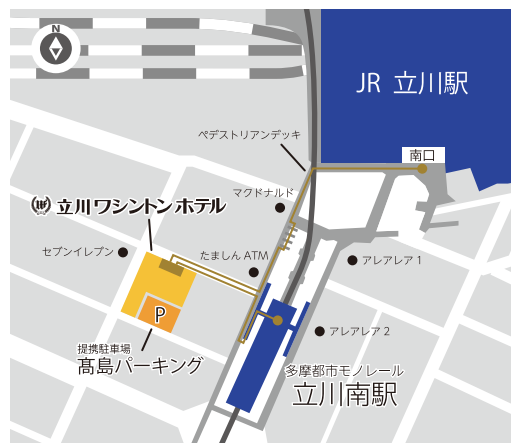 N
JR 立川駅
ペデストリアンデッキ
南口
マクドナルド
立川ワシントンホテル
セブンイレブン
たましんATM
アレアレア1
P
アレアレア2
提携駐車場
髙島パーキング
多摩都市モノレール
立川南駅